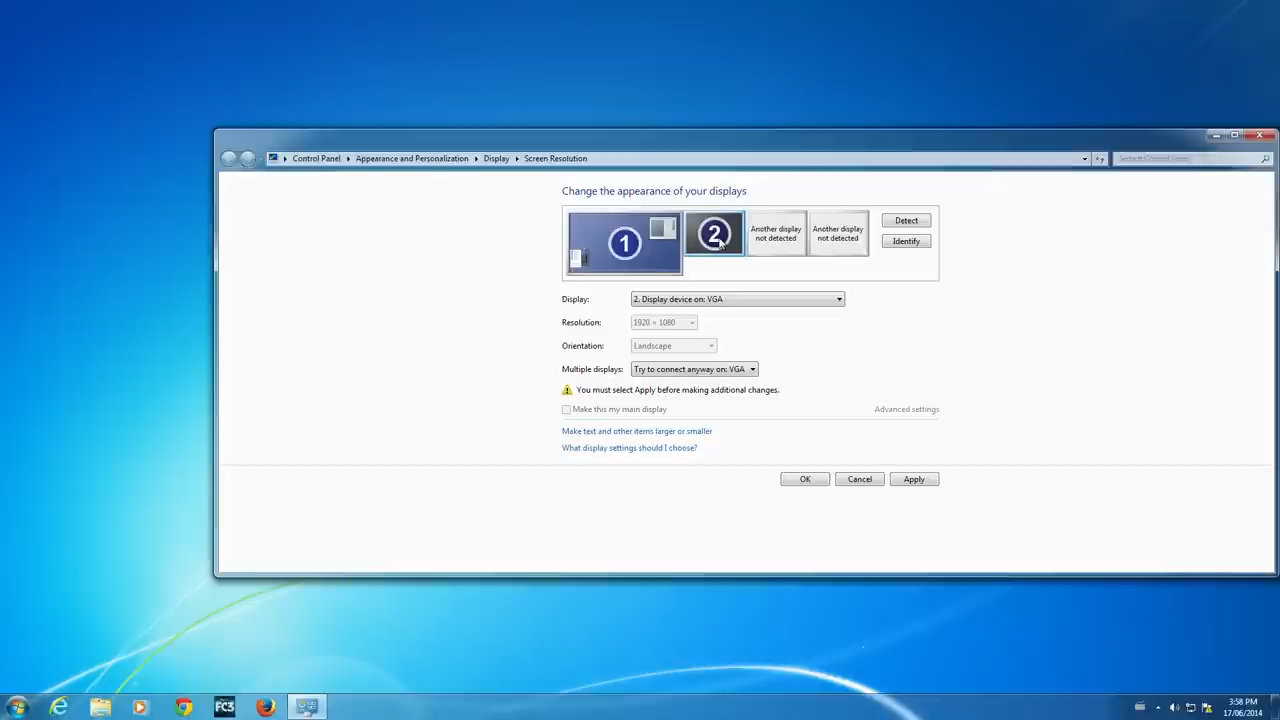 Control Panel Appearance and Personalization Display Screen Resolution
Change the appearance of your displays
1
2
Another display
not detected
Another display
not detected
Detect
Identify
Display: 2. Display device on: VGA
Resolution: 1920 × 1080
Orientation: Landscape
Multiple displays: Try to connect anyway on: VGA
You must select Apply before making additional changes.
Make this my main display Advanced settings
Make text and other items larger or smaller
What display settings should I choose?
OK Cancel Apply
FC3
3:58 PM
17/06/2014